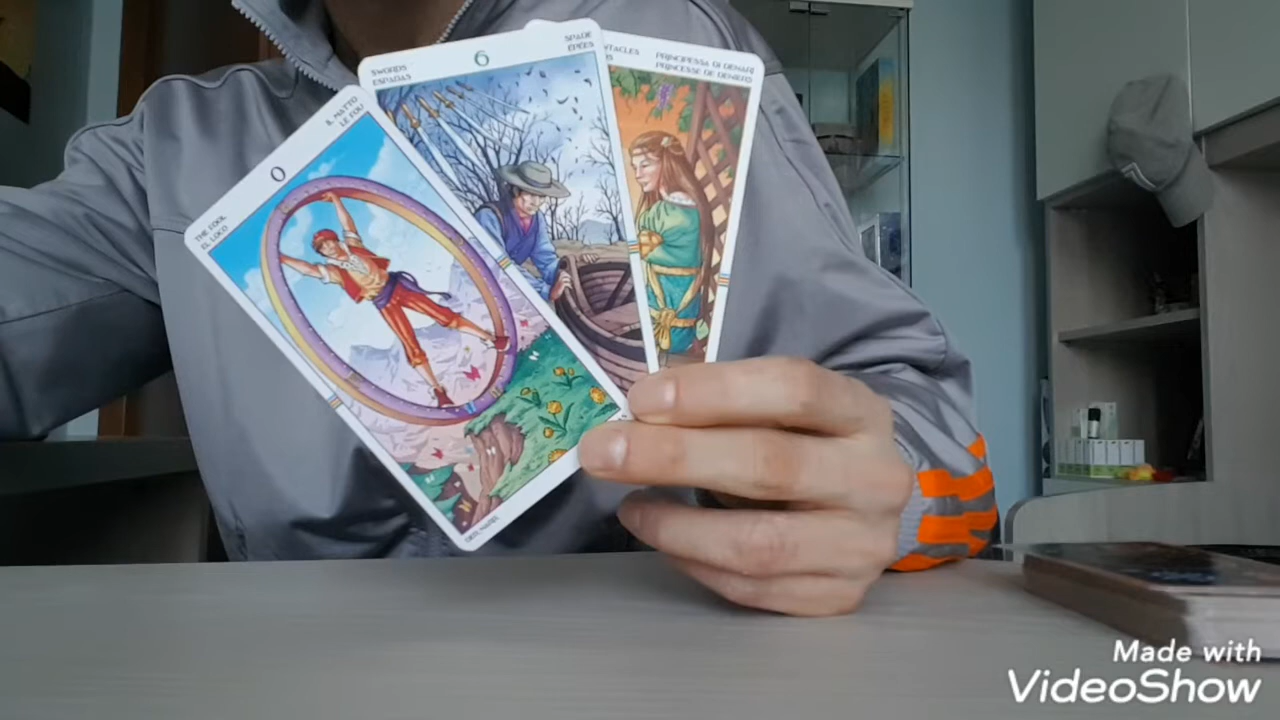 0
THE FOOL
EL LOCO
IL MATTO
LE FOU
6
SWORDS
ESPADAS
SPADE
ÉPÉES
PRINCIPESSA DI DENARI
PRINCESSE DE DENIERS
Made with
VideoShow